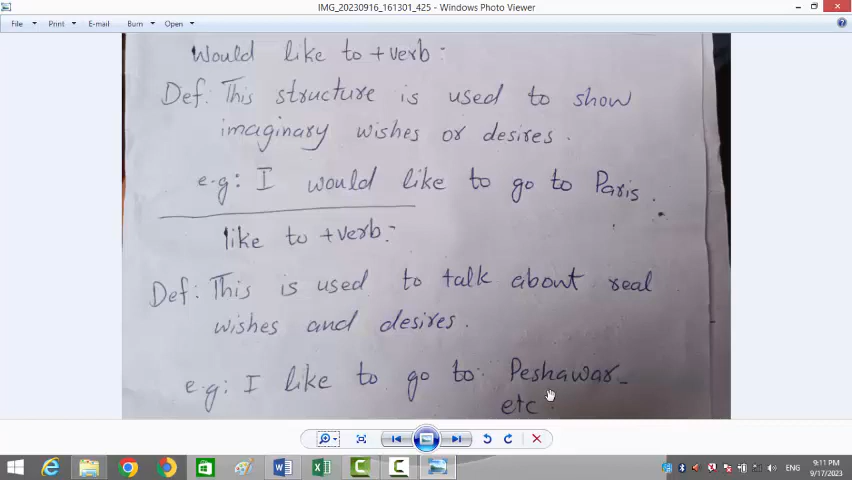 IMG_20230916_161301_425 - Windows Photo Viewer
File Print E-mail Burn Open
Would like to + verb:
Def: This structure is used to show
imaginary wishes or desires.
e.g: I would like to go to Paris.
like to + verb:
Def: This is used to talk about real
wishes and desires.
e.g: I like to go to: Peshawar
etc.
ENG
9:11 PM
9/17/2023